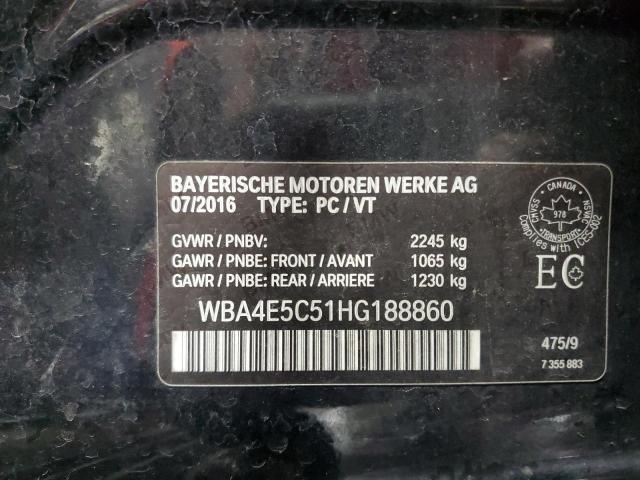 BAYERISCHE MOTOREN WERKE AG
07/2016 TYPE: PC / VT
GVWR / PNBV: 2245 kg
GAWR / PNBE: FRONT / AVANT 1065 kg
GAWR / PNBE: REAR / ARRIERE 1230 kg
WBA4E5C51HG188860
CANADA
CMVSS
NSVAC
978
TRANSPORT
Complies with ICES-002
EC
475/9
7 355 883